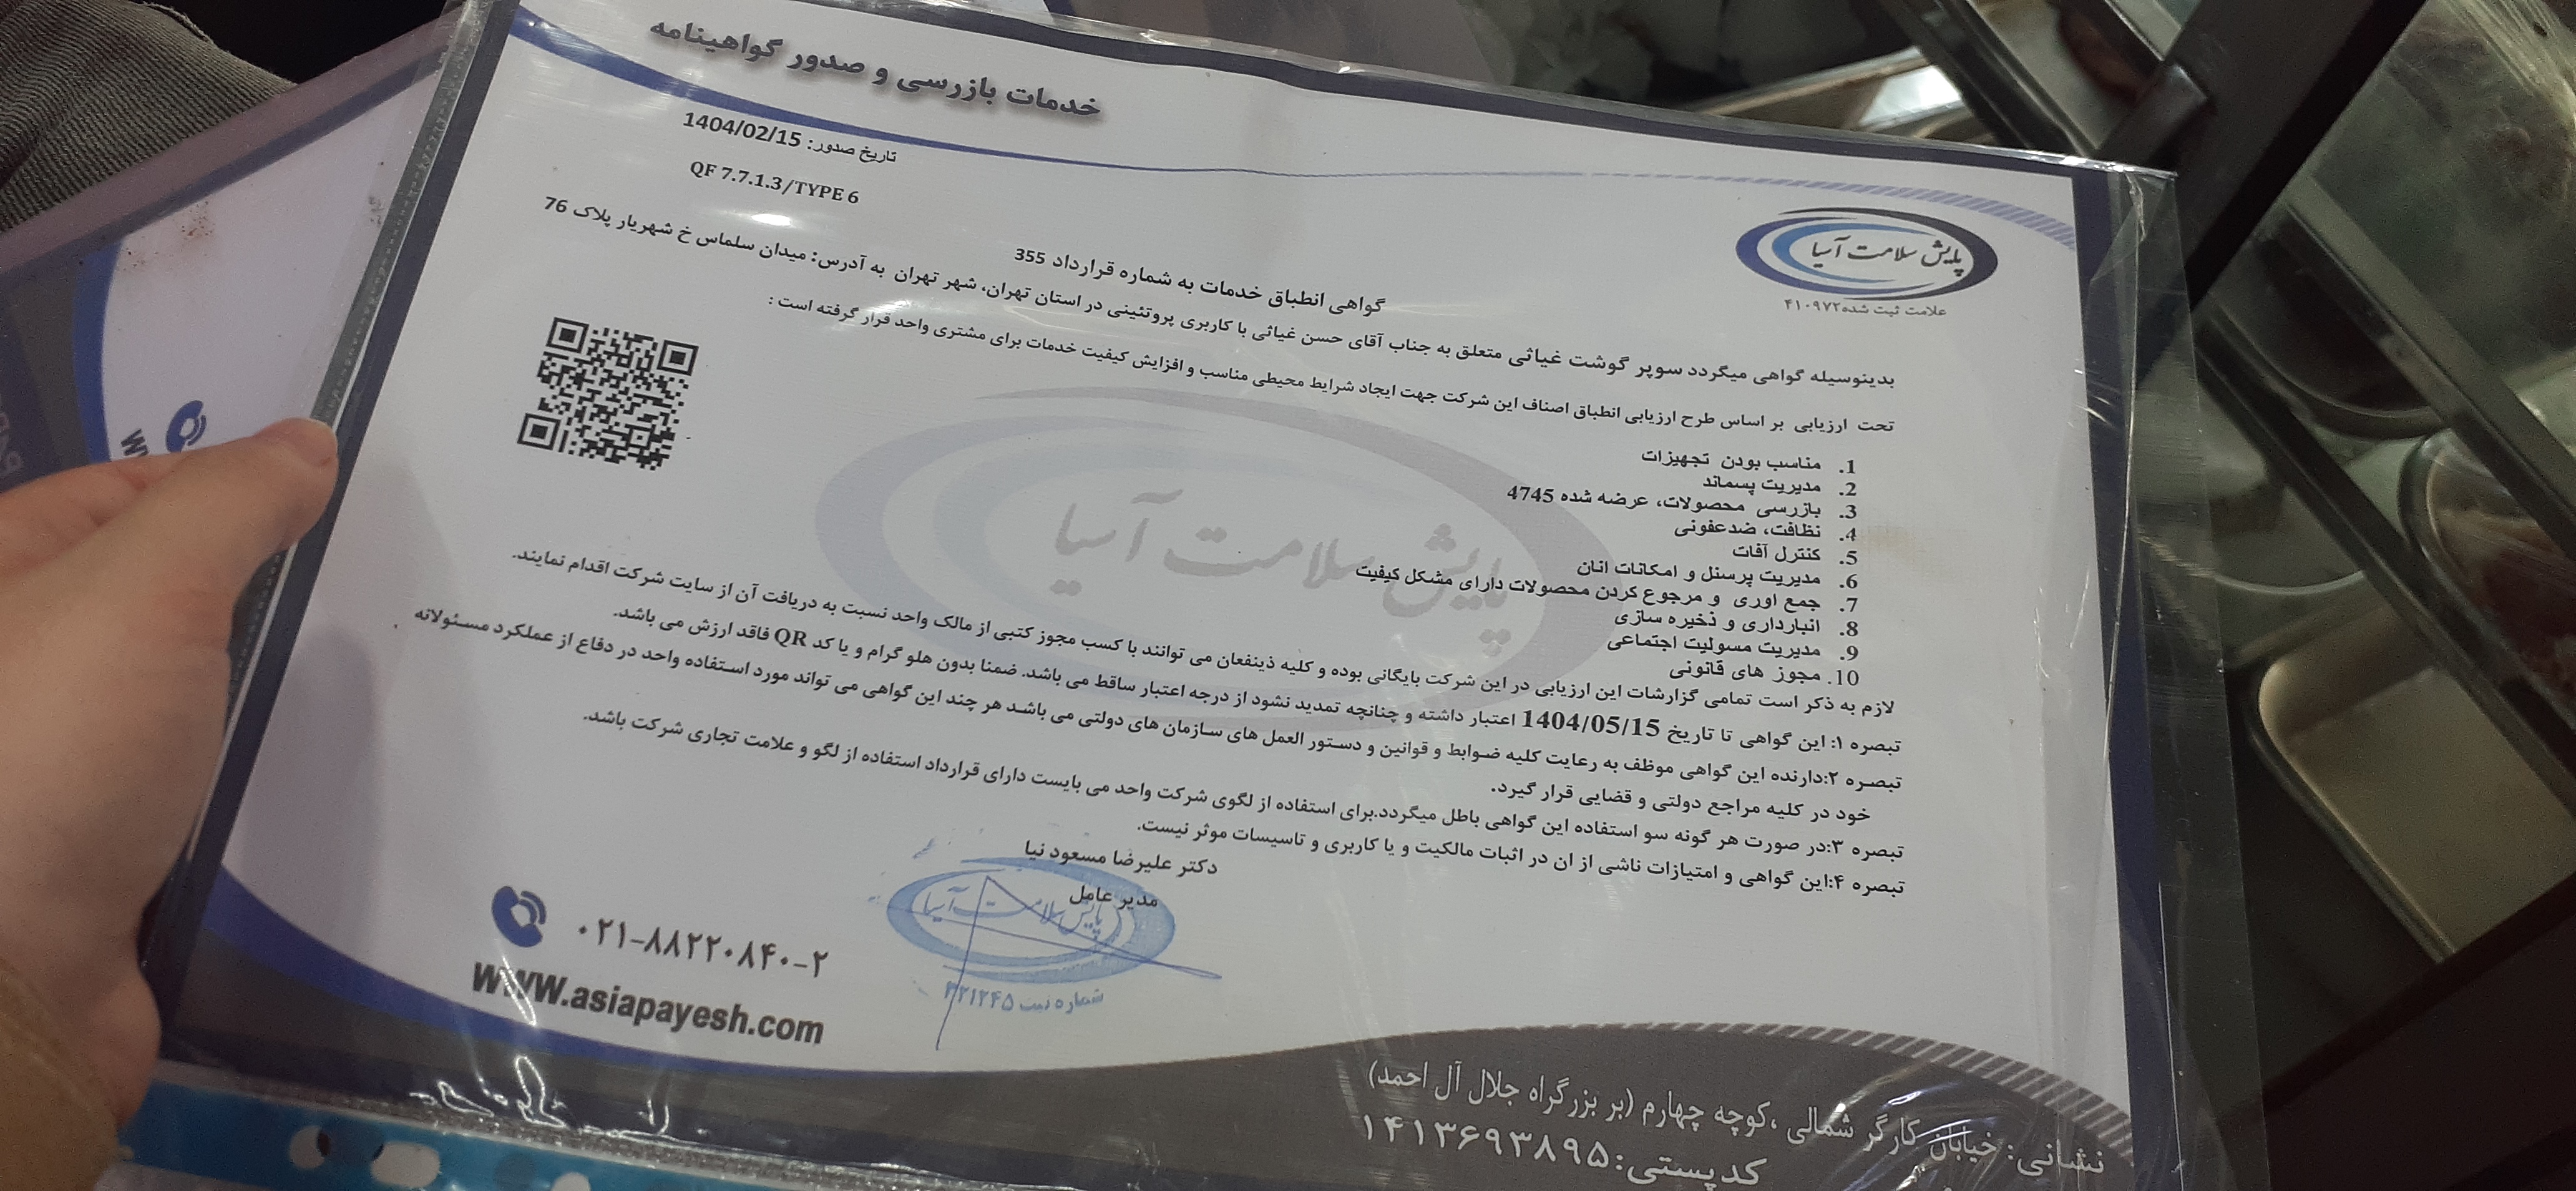 خدمات بازرسی و صدور گواهینامه
تاریخ صدور: 1404/02/15
QF 7.7.1.3/TYPE 6
پایش سلامت آسیا
علامت ثبت شده ۴۱۰۹۷۲
گواهی انطباق خدمات به شماره قرارداد 355
بدینوسیله گواهی میگردد سوپر گوشت غیاثی متعلق به جناب آقای حسن غیاثی با کاربری پروتئینی در استان تهران، شهر تهران به آدرس: میدان سلماس خ شهریار پلاک 76
تحت ارزیابی بر اساس طرح ارزیابی انطباق اصناف این شرکت جهت ایجاد شرایط محیطی مناسب و افزایش کیفیت خدمات برای مشتری واحد قرار گرفته است :
1. مناسب بودن تجهیزات
2. مدیریت پسماند
3. بازرسی محصولات، عرضه شده 4745
4. نظافت، ضدعفونی
5. کنترل آفات
6. مدیریت پرسنل و امکانات انان
7. جمع اوری و مرجوع کردن محصولات دارای مشکل کیفیت
8. انبارداری و ذخیره سازی
9. مدیریت مسولیت اجتماعی
10. مجوز های قانونی
پایش سلامت آسیا
لازم به ذکر است تمامی گزارشات این ارزیابی در این شرکت بایگانی بوده و کلیه ذینفعان می توانند با کسب مجوز کتبی از مالک واحد نسبت به دریافت آن از سایت شرکت اقدام نمایند.
تبصره ۱: این گواهی تا تاریخ 1404/05/15 اعتبار داشته و چنانچه تمدید نشود از درجه اعتبار ساقط می باشد. ضمنا بدون هلو گرام و یا کد QR فاقد ارزش می باشد.
تبصره ۲:دارنده این گواهی موظف به رعایت کلیه ضوابط و قوانین و دستور العمل های سازمان های دولتی می باشد هر چند این گواهی می تواند مورد استفاده واحد در دفاع از عملکرد مسئولانه
خود در کلیه مراجع دولتی و قضایی قرار گیرد.
تبصره ۳:در صورت هر گونه سو استفاده این گواهی باطل میگردد.برای استفاده از لگوی شرکت واحد می بایست دارای قرارداد استفاده از لگو و علامت تجاری شرکت باشد.
تبصره ۴:این گواهی و امتیازات ناشی از ان در اثبات مالکیت و یا کاربری و تاسیسات موثر نیست.
دکتر علیرضا مسعود نیا
مدیر عامل
پایش سلامت آسیا
شماره ثبت ۳۲۱۲۴۵
۰۲۱-۸۸۲۲۰۸۴۰-۲
www.asiapayesh.com
نشانی: خیابان کارگر شمالی ،کوچه چهارم (بر بزرگراه جلال آل احمد)
کدپستی:۱۴۱۳۶۹۳۸۹۵